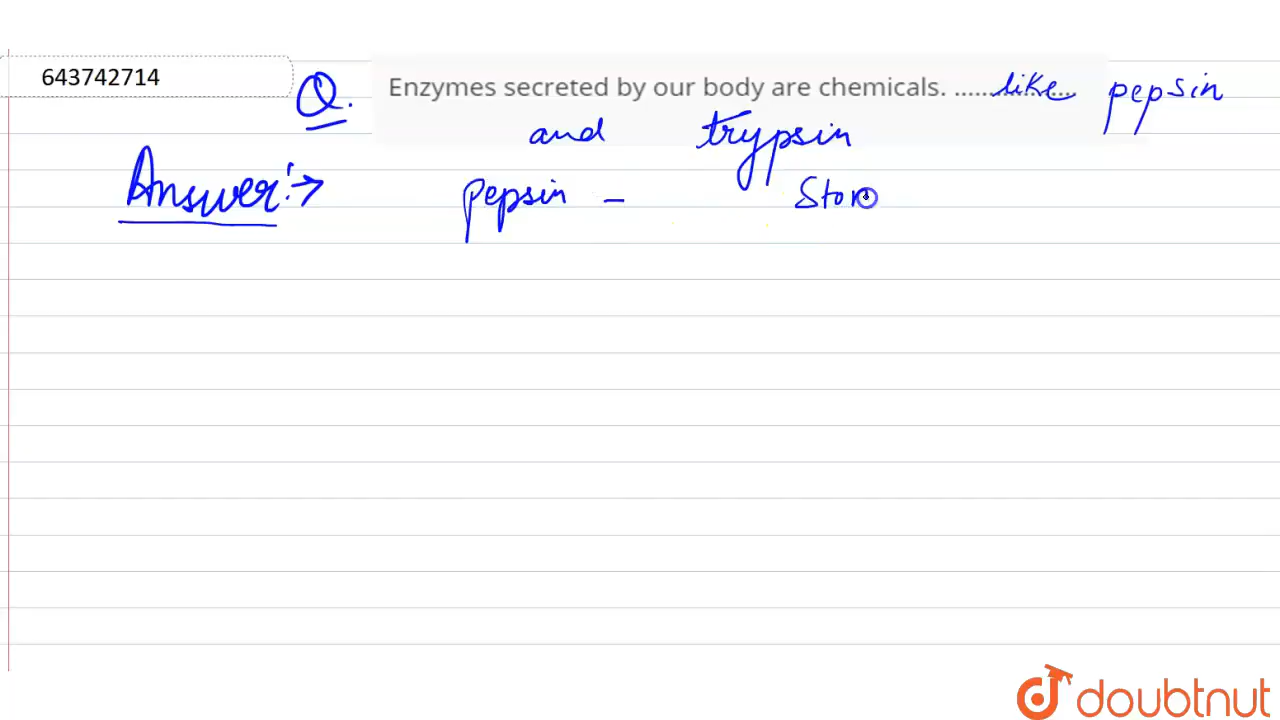 643742714
Q. Enzymes secreted by our body are chemicals. .................... like pepsin
and trypsin
Answer:→ pepsin - Stom
doubtnut